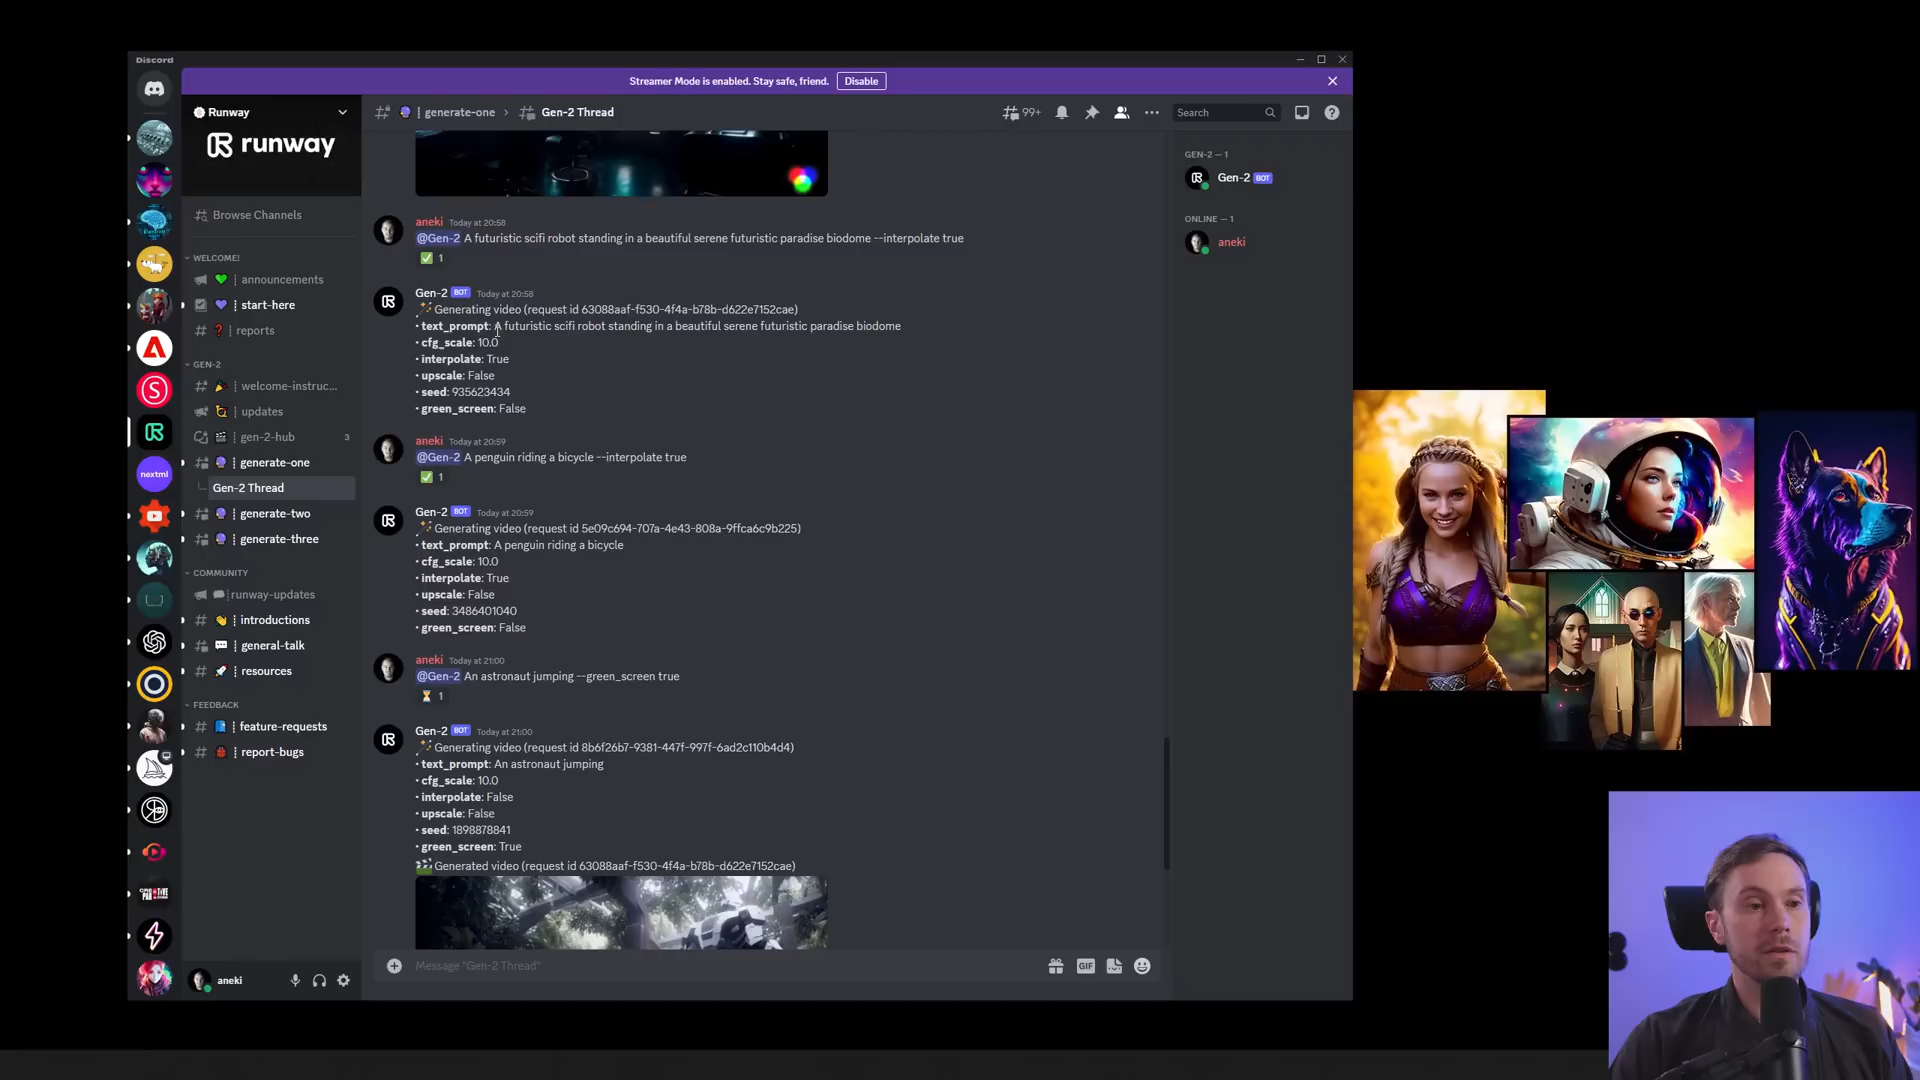 Discord
Streamer Mode is enabled. Stay safe, friend. Disable
Runway
generate-one > Gen-2 Thread
99+
Search
runway
Browse Channels
WELCOME!
announcements
start-here
reports
GEN-2
welcome-instruc...
updates
gen-2-hub 3
generate-one
Gen-2 Thread
generate-two
generate-three
COMMUNITY
runway-updates
introductions
general-talk
resources
FEEDBACK
feature-requests
report-bugs
nextml
aneki
aneki Today at 20:58
@Gen-2 A futuristic scifi robot standing in a beautiful serene futuristic paradise biodome --interpolate true
1
Gen-2 BOT Today at 20:58
Generating video (request id 63088aaf-f530-4f4a-b78b-d622e7152cae)
• text_prompt: A futuristic scifi robot standing in a beautiful serene futuristic paradise biodome
• cfg_scale: 10.0
• interpolate: True
• upscale: False
• seed: 935623434
• green_screen: False
aneki Today at 20:59
@Gen-2 A penguin riding a bicycle --interpolate true
1
Gen-2 BOT Today at 20:59
Generating video (request id 5e09c694-707a-4e43-808a-9ffca6c9b225)
• text_prompt: A penguin riding a bicycle
• cfg_scale: 10.0
• interpolate: True
• upscale: False
• seed: 3486401040
• green_screen: False
aneki Today at 21:00
@Gen-2 An astronaut jumping --green_screen true
1
Gen-2 BOT Today at 21:00
Generating video (request id 8b6f26b7-9381-447f-997f-6ad2c110b4d4)
• text_prompt: An astronaut jumping
• cfg_scale: 10.0
• interpolate: False
• upscale: False
• seed: 1898878841
• green_screen: True
Generated video (request id 63088aaf-f530-4f4a-b78b-d622e7152cae)
Message "Gen-2 Thread"
GIF
GEN-2 — 1
Gen-2 BOT
ONLINE — 1
aneki